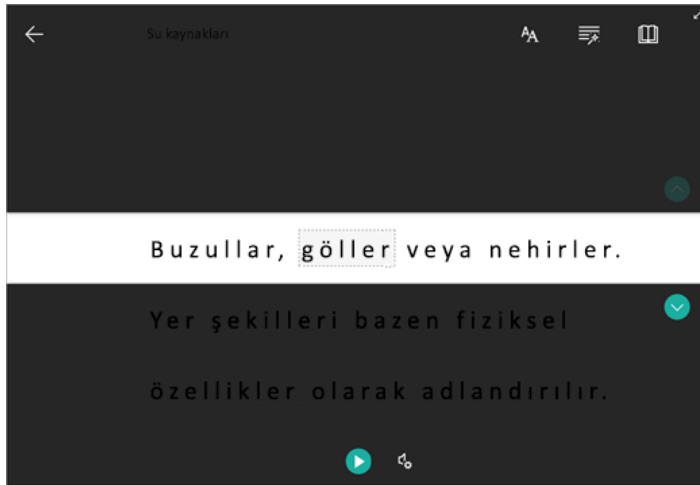 Su kaynakları
Buzullar, göller veya nehirler.
Yer şekilleri bazen fiziksel
özellikler olarak adlandırılır.